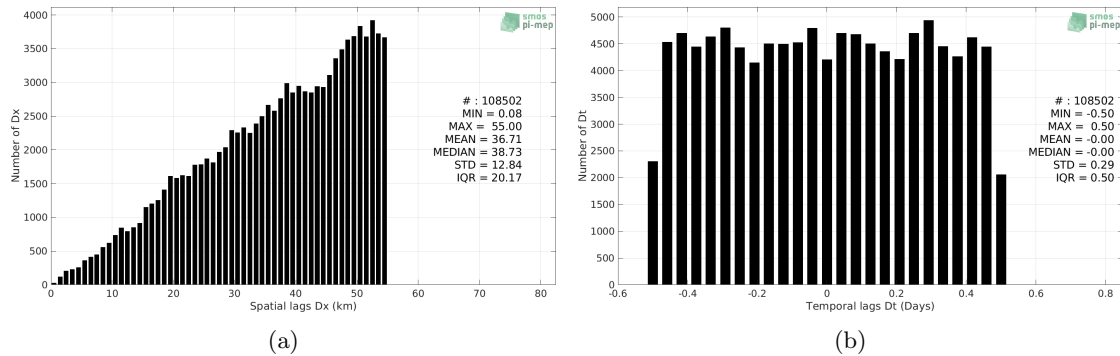 4000
3500
3000
2500
2000
1500
1000
500
0
Number of Dx
0 10 20 30 40 50 60 70 80
Spatial lags Dx (km)
smos
pi-mep
# : 108502
MIN = 0.08
MAX = 55.00
MEAN = 36.71
MEDIAN = 38.73
STD = 12.84
IQR = 20.17
(a)
5000
4500
4000
3500
3000
2500
2000
1500
1000
500
0
Number of Dt
-0.6 -0.4 -0.2 0 0.2 0.4 0.6 0.8
Temporal lags Dt (Days)
smos
pi-mep
# : 108502
MIN = -0.50
MAX = 0.50
MEAN = -0.00
MEDIAN = -0.00
STD = 0.29
IQR = 0.50
(b)